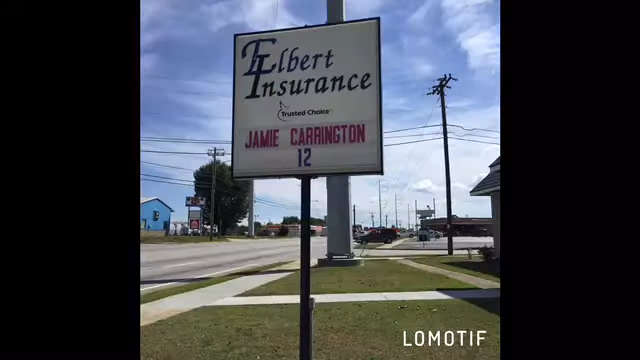 Elbert
Insurance
Trusted Choice
JAMIE CARRINGTON
12
LOMOTIF